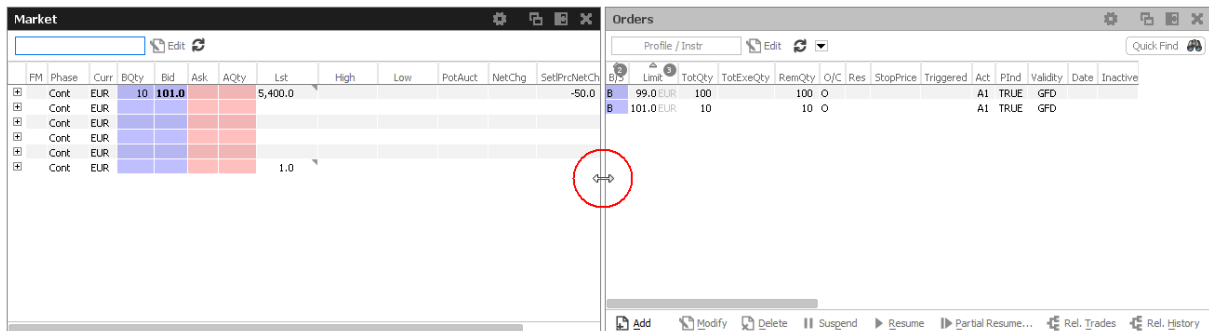 Market
Edit
FM Phase Curr BQty Bid Ask AQty Lst High Low PotAuct NetChg SetlPrcNetCh
Cont EUR 10 101.0 5,400.0 -50.0
Cont EUR
Cont EUR
Cont EUR
Cont EUR
Cont EUR 1.0
Orders
Profile / Instr Edit Quick Find
B/S 2 Limit 3 TotQty TotExeQty RemQty O/C Res StopPrice Triggered Act PInd Validity Date Inactive
B 99.0 EUR 100 100 O A1 TRUE GFD
B 101.0 EUR 10 10 O A1 TRUE GFD
Add Modify Delete Suspend Resume Partial Resume... Rel. Trades Rel. History